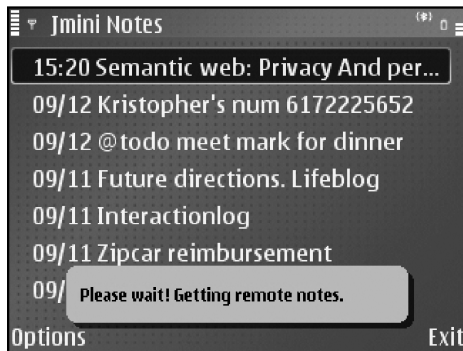 Jmini Notes
15:20 Semantic web: Privacy And per...
09/12 Kristopher's num 6172225652
09/12 @todo meet mark for dinner
09/11 Future directions. Lifeblog
09/11 Interactionlog
09/11 Zipcar reimbursement
09/
Please wait! Getting remote notes.
Options Exit